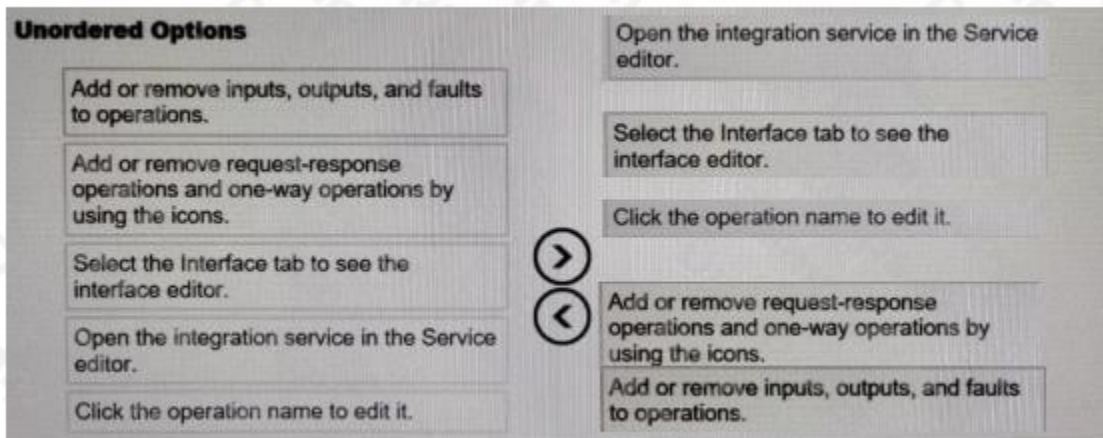 Unordered Options
Add or remove inputs, outputs, and faults
to operations.
Add or remove request-response
operations and one-way operations by
using the icons.
Select the Interface tab to see the
interface editor.
Open the integration service in the Service
editor.
Click the operation name to edit it.
Open the integration service in the Service
editor.
Select the Interface tab to see the
interface editor.
Click the operation name to edit it.
Add or remove request-response
operations and one-way operations by
using the icons.
Add or remove inputs, outputs, and faults
to operations.